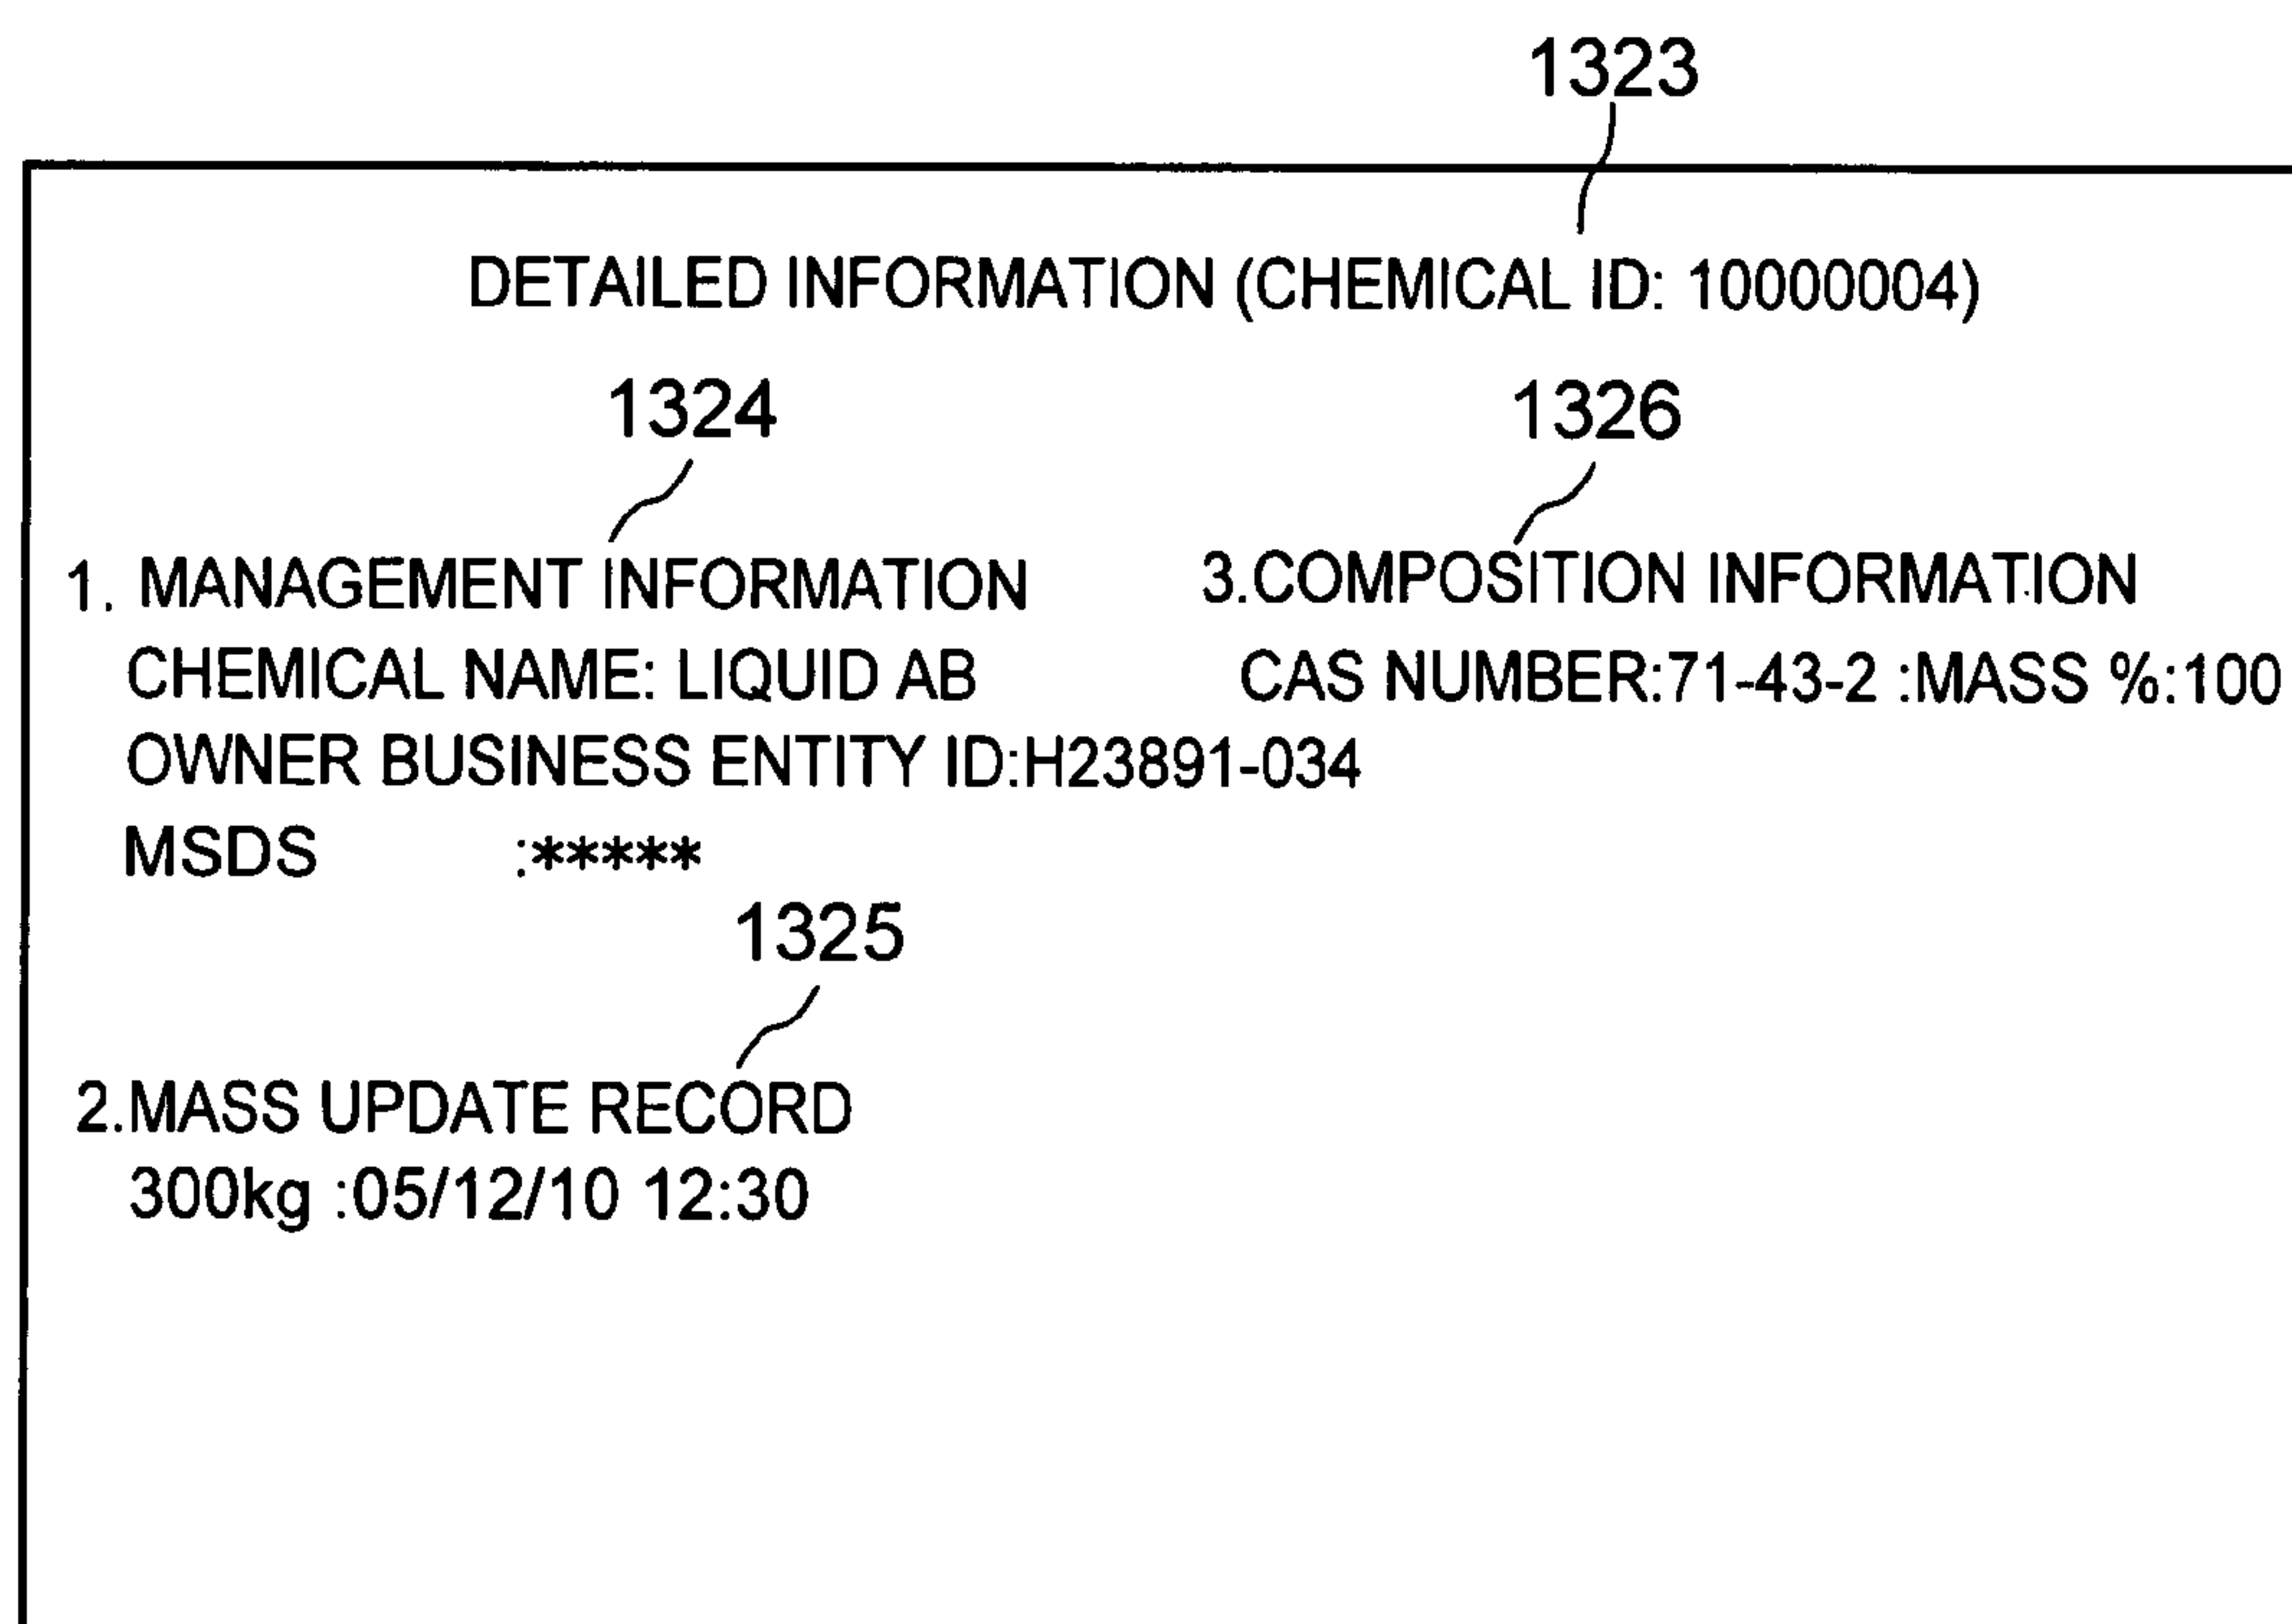 1323
DETAILED INFORMATION (CHEMICAL ID: 10000004)
1324
1326
1. MANAGEMENT INFORMATION
CHEMICAL NAME: LIQUID AB
OWNER BUSINESS ENTITY ID:H23891-034
MSDS :*****
3.COMPOSITION INFORMATION
CAS NUMBER:71-43-2 :MASS %:100
1325
2.MASS UPDATE RECORD
300kg :05/12/10 12:30